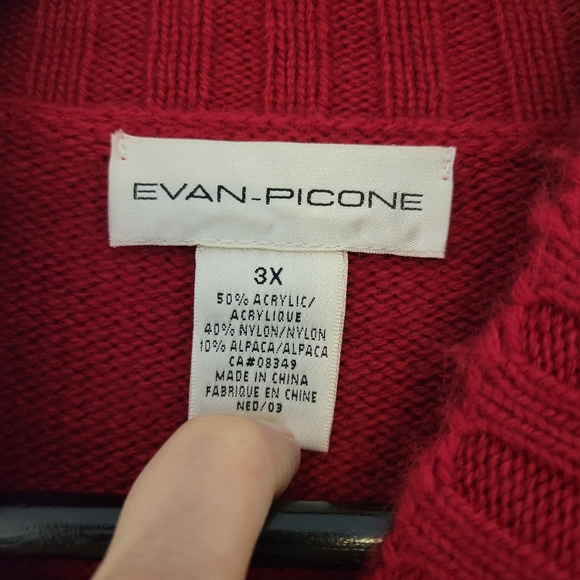 EVAN-PICONE
3X
50% ACRYLIC/
ACRYLIQUE
40% NYLON/NYLON
10% ALPACA/ALPACA
CA#08349
MADE IN CHINA
FABRIQUE EN CHINE
NED/03